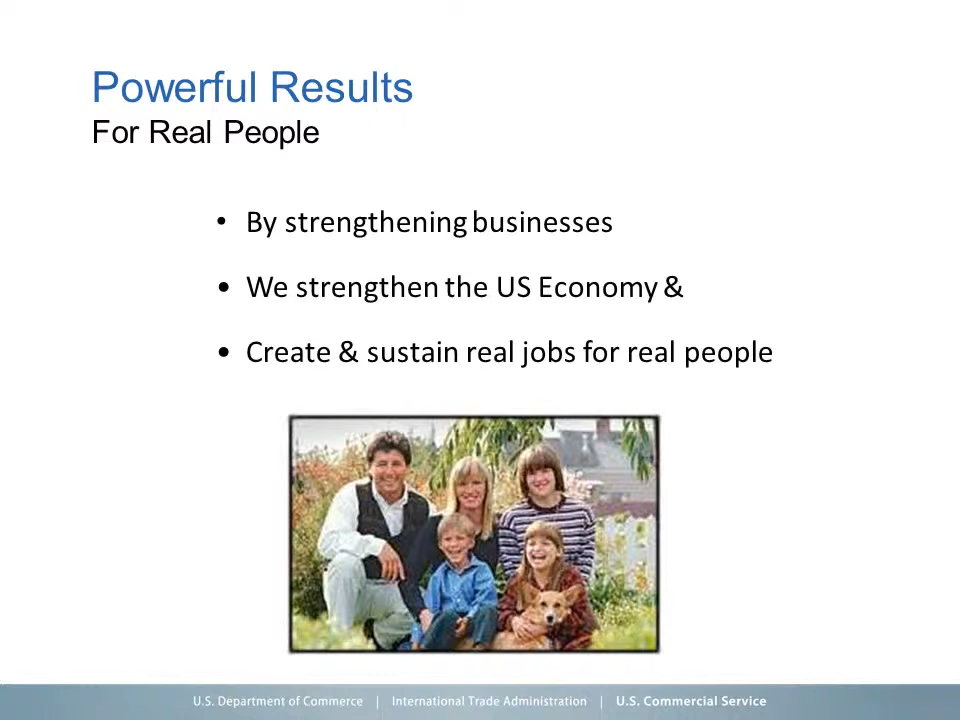 Powerful Results
For Real People
• By strengthening businesses
• We strengthen the US Economy &
• Create & sustain real jobs for real people
U.S. Department of Commerce | International Trade Administration | U.S. Commercial Service